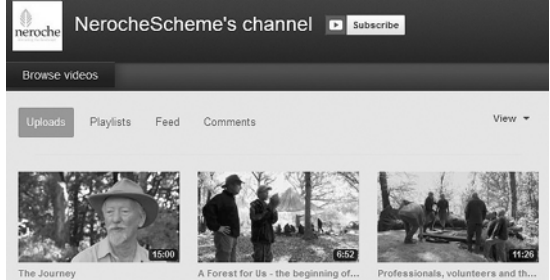 neroche
NerocheScheme's channel
Subscribe
Browse videos
Uploads Playlists Feed Comments View
15:00 6:52 11:26
The Journey A Forest for Us - the beginning of... Professionals, volunteers and th...